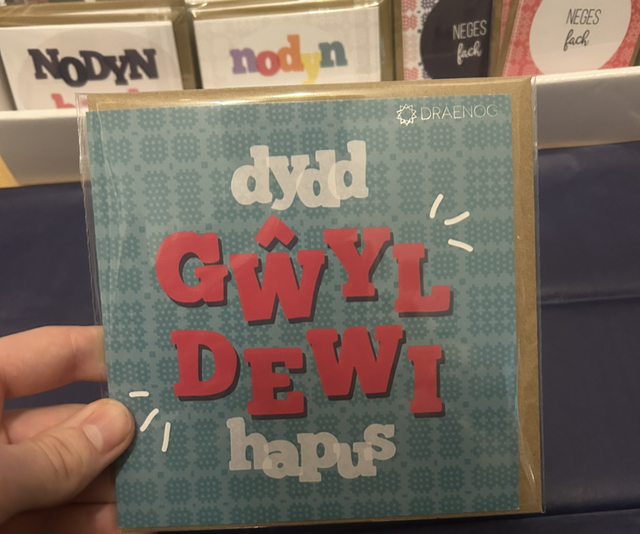 NODYN
nodyn
NEGES
fach
NEGES
fach
DRAENOG
dydd
GŴYL
DEWI
hapus